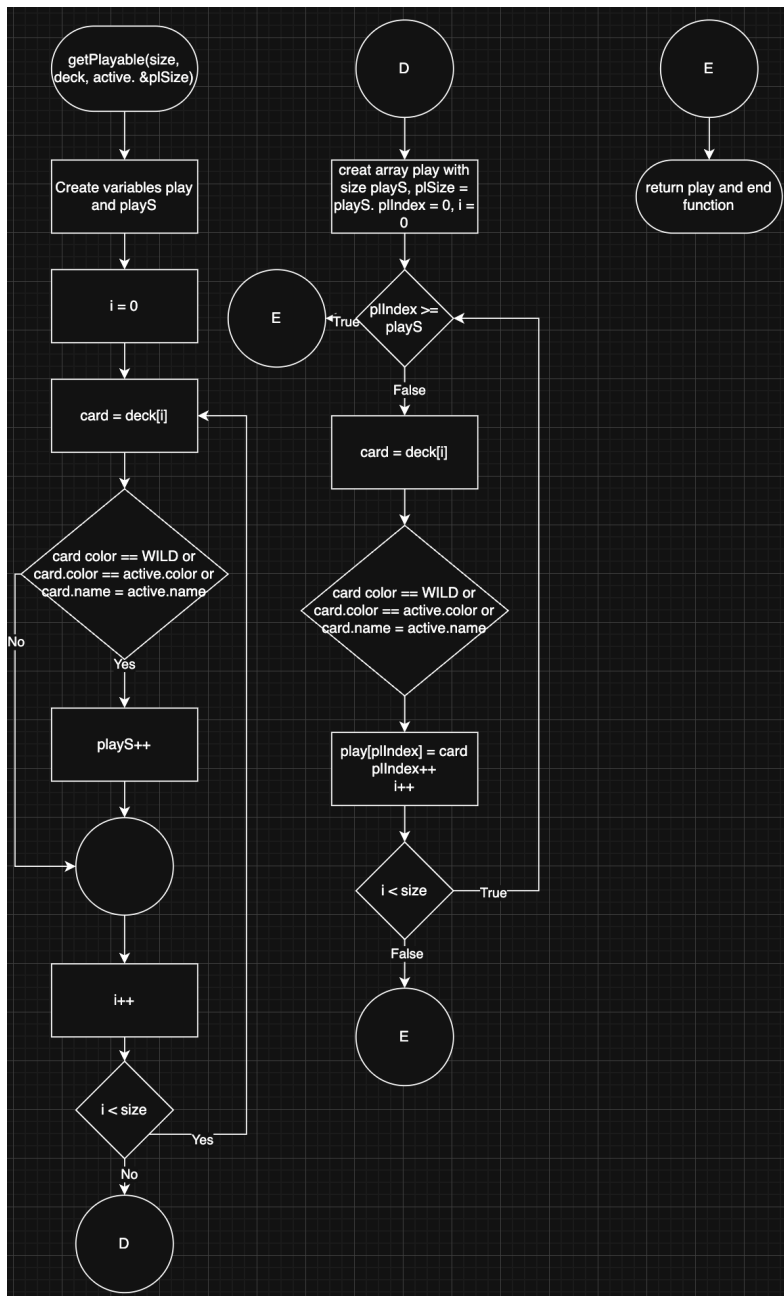 getPlayable(size,
deck, active. &plSize)
Create variables play
and playS
i = 0
card = deck[i]
card color == WILD or
card.color == active.color or
card.name = active.name
No
Yes
playS++
i++
i < size
Yes
No
D
D
creat array play with
size playS, plSize =
playS. plIndex = 0, i =
0
plIndex >=
playS
True
E
False
card = deck[i]
card color == WILD or
card.color == active.color or
card.name = active.name
play[plIndex] = card
plIndex++
i++
i < size
True
False
E
E
return play and end
function